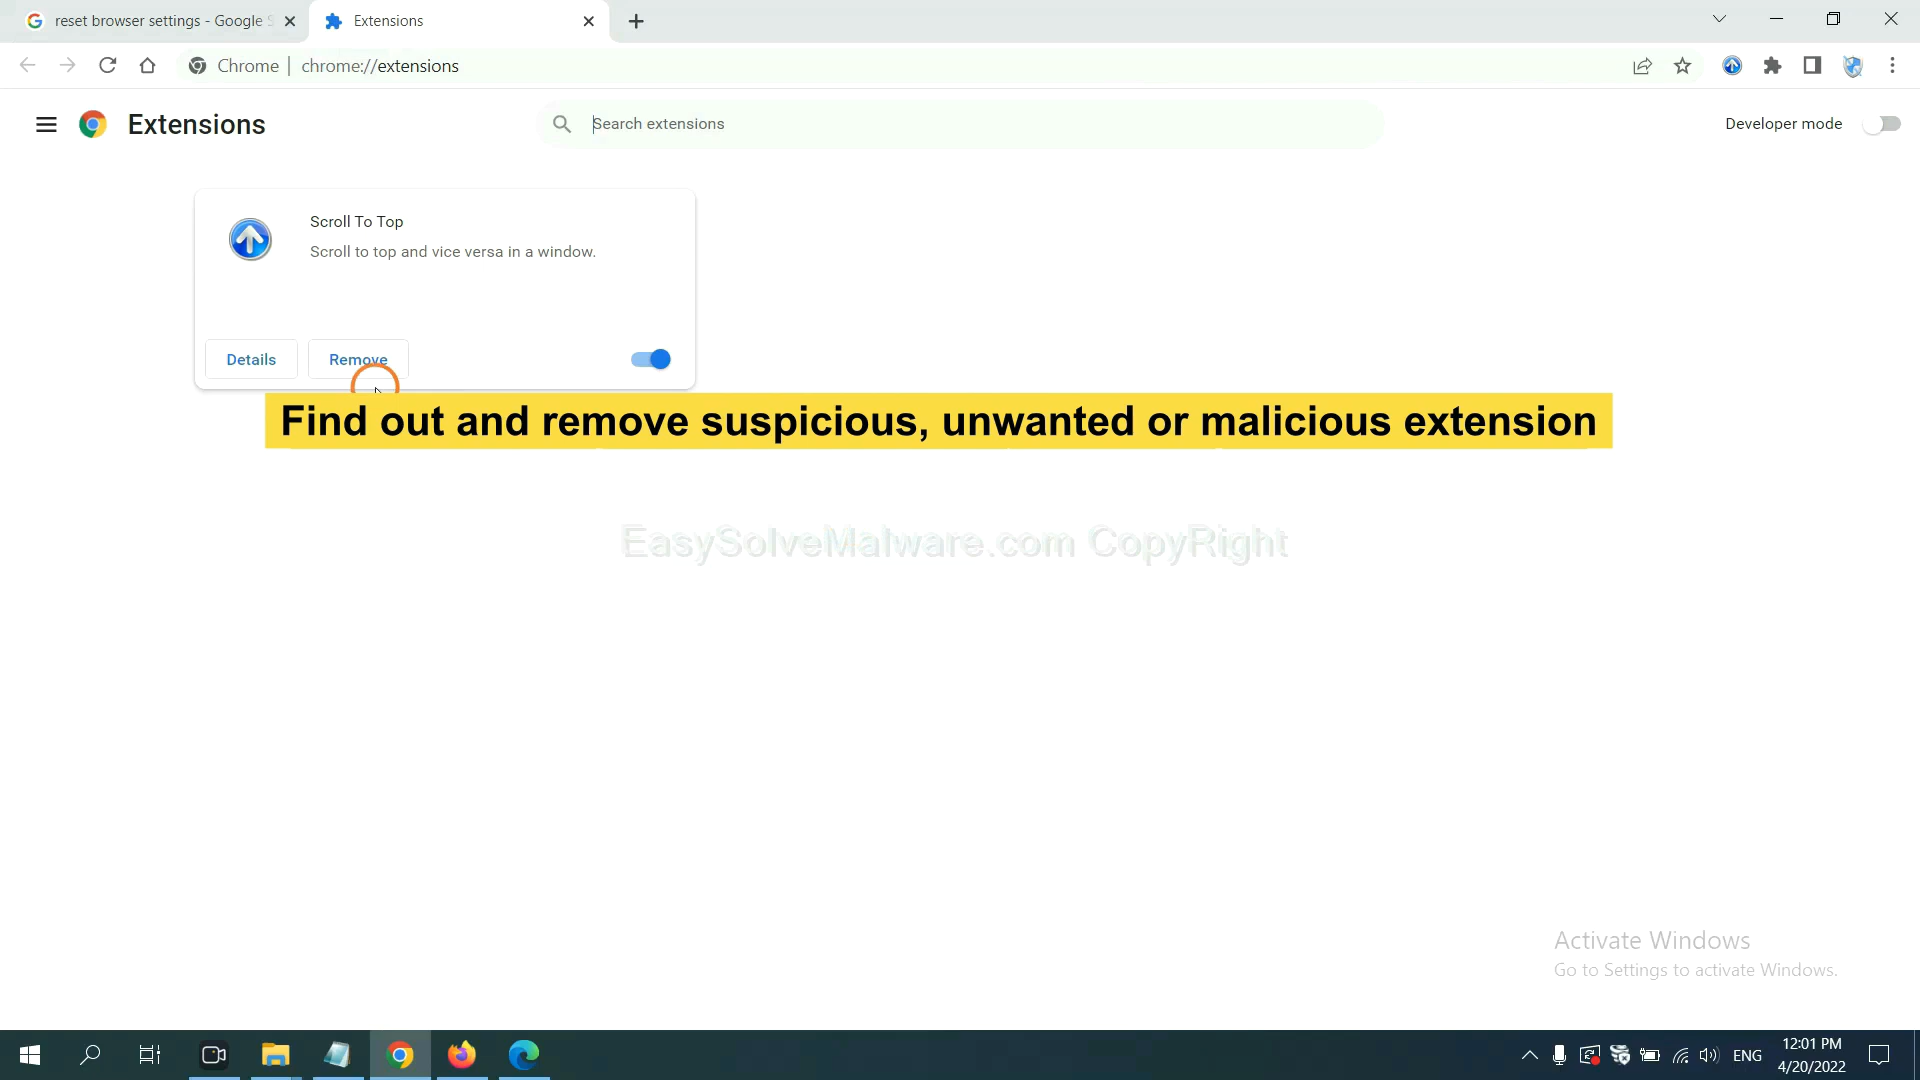 reset browser settings - Google S
Extensions
Chrome
chrome://extensions
Extensions
Search extensions
Developer mode
Scroll To Top
Scroll to top and vice versa in a window.
Details
Remove
Find out and remove suspicious, unwanted or malicious extension
EasySolveMalware.com CopyRight
Activate Windows
Go to Settings to activate Windows.
ENG
12:01 PM
4/20/2022